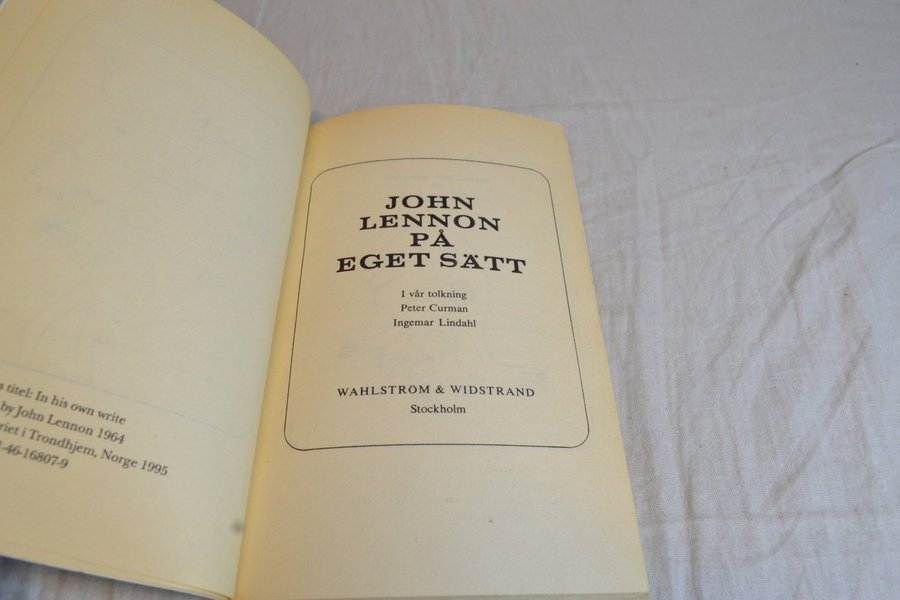 titel: In his own write
by John Lennon 1964
i Trondhjem, Norge 1995
46-16807-9
JOHN
LENNON
PÅ
EGET SÄTT
I vår tolkning
Peter Curman
Ingemar Lindahl
WAHLSTRÖM & WIDSTRAND
Stockholm